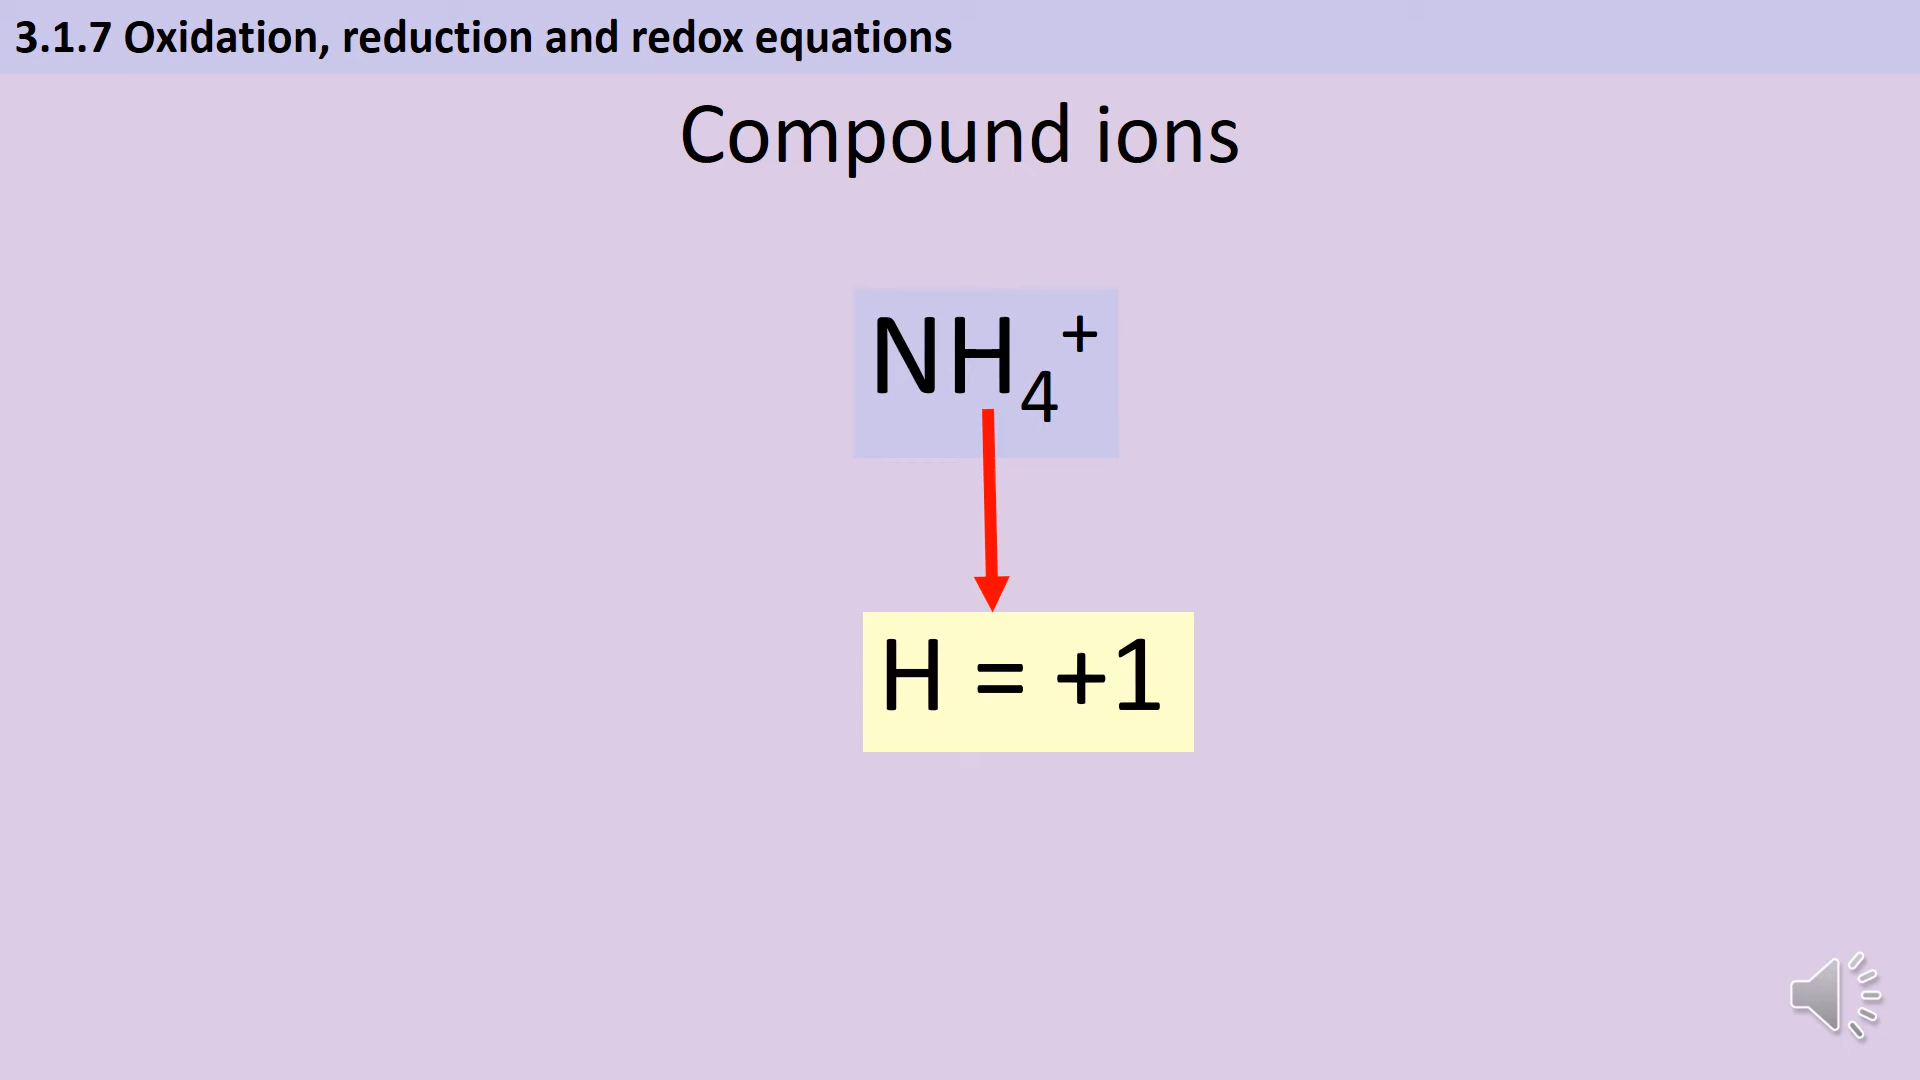 3.1.7 Oxidation, reduction and redox equations
Compound ions
NH₄⁺
H = +1